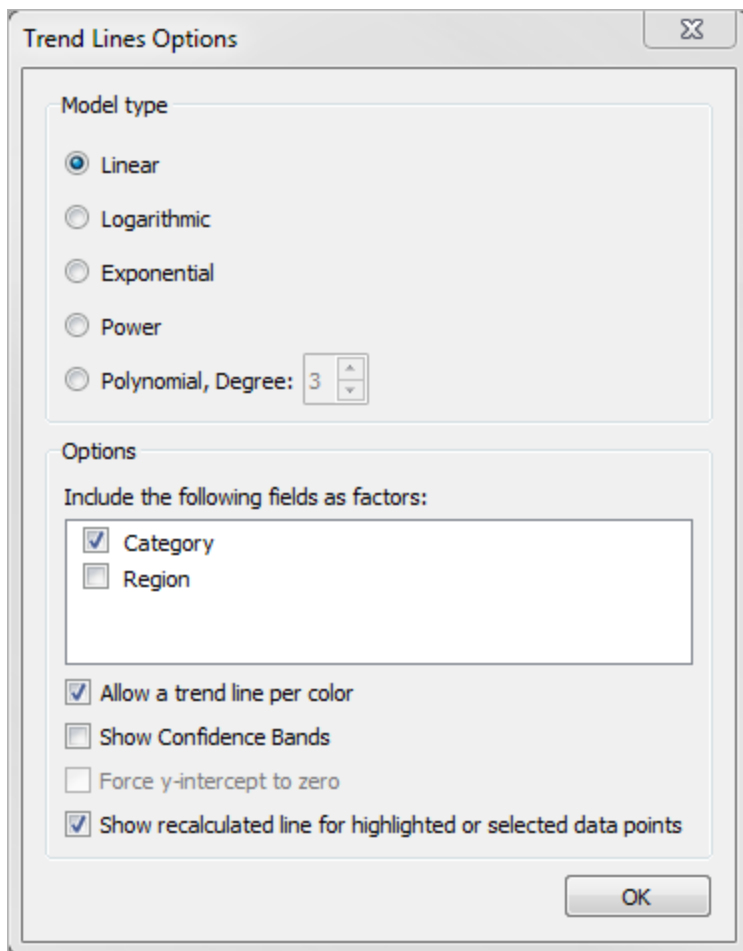 Trend Lines Options
Model type
Linear
Logarithmic
Exponential
Power
Polynomial, Degree: 3
Options
Include the following fields as factors:
Category
Region
Allow a trend line per color
Show Confidence Bands
Force y-intercept to zero
Show recalculated line for highlighted or selected data points
OK